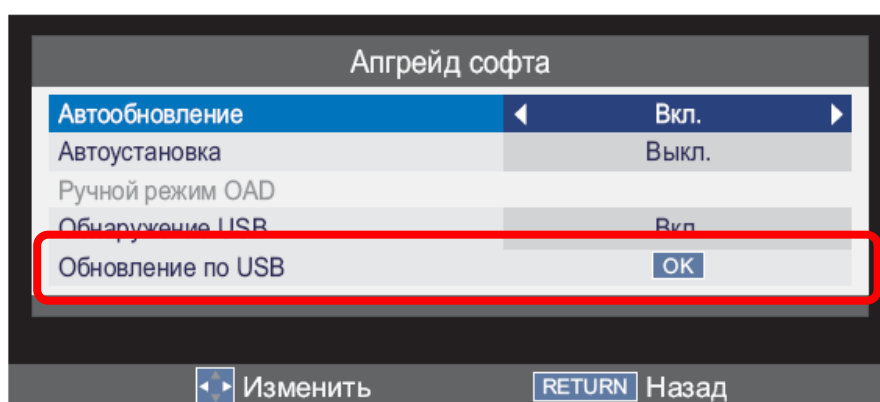 Апгрейд софта
Автообновление Вкл.
Автоустановка Выкл.
Ручной режим OAD
Обнаружение USB Вкл
Обновление по USB OK
Изменить RETURN Назад